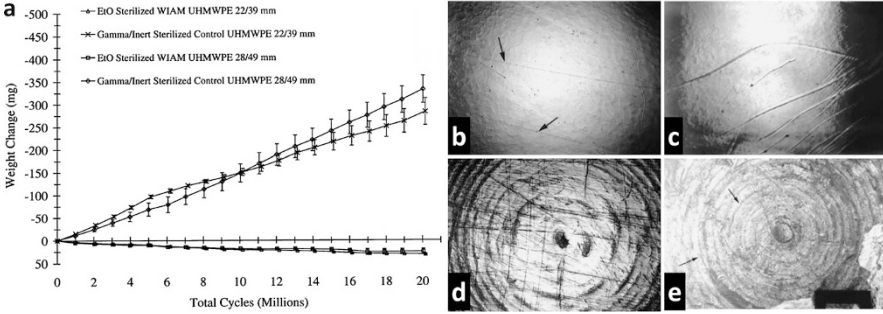 a
EtO Sterilized WIAM UHMWPE 22/39 mm
Gamma/Inert Sterilized Control UHMWPE 22/39 mm
EtO Sterilized WIAM UHMWPE 28/49 mm
Gamma/Inert Sterilized Control UHMWPE 28/49 mm
Weight Change (mg)
-500
-450
-400
-350
-300
-250
-200
-150
-100
-50
0
50
0 2 4 6 8 10 12 14 16 18 20
Total Cycles (Millions)
b
c
d
e